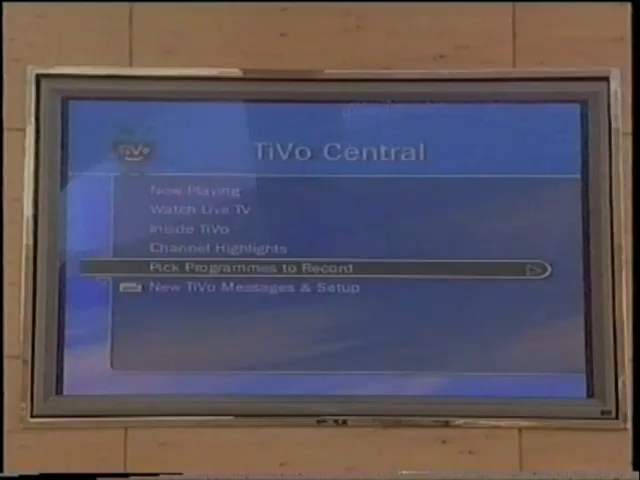 TiVo
TiVo Central
Now Playing
Watch Live TV
Inside TiVo
Channel Highlights
Pick Programmes to Record
New TiVo Messages & Setup